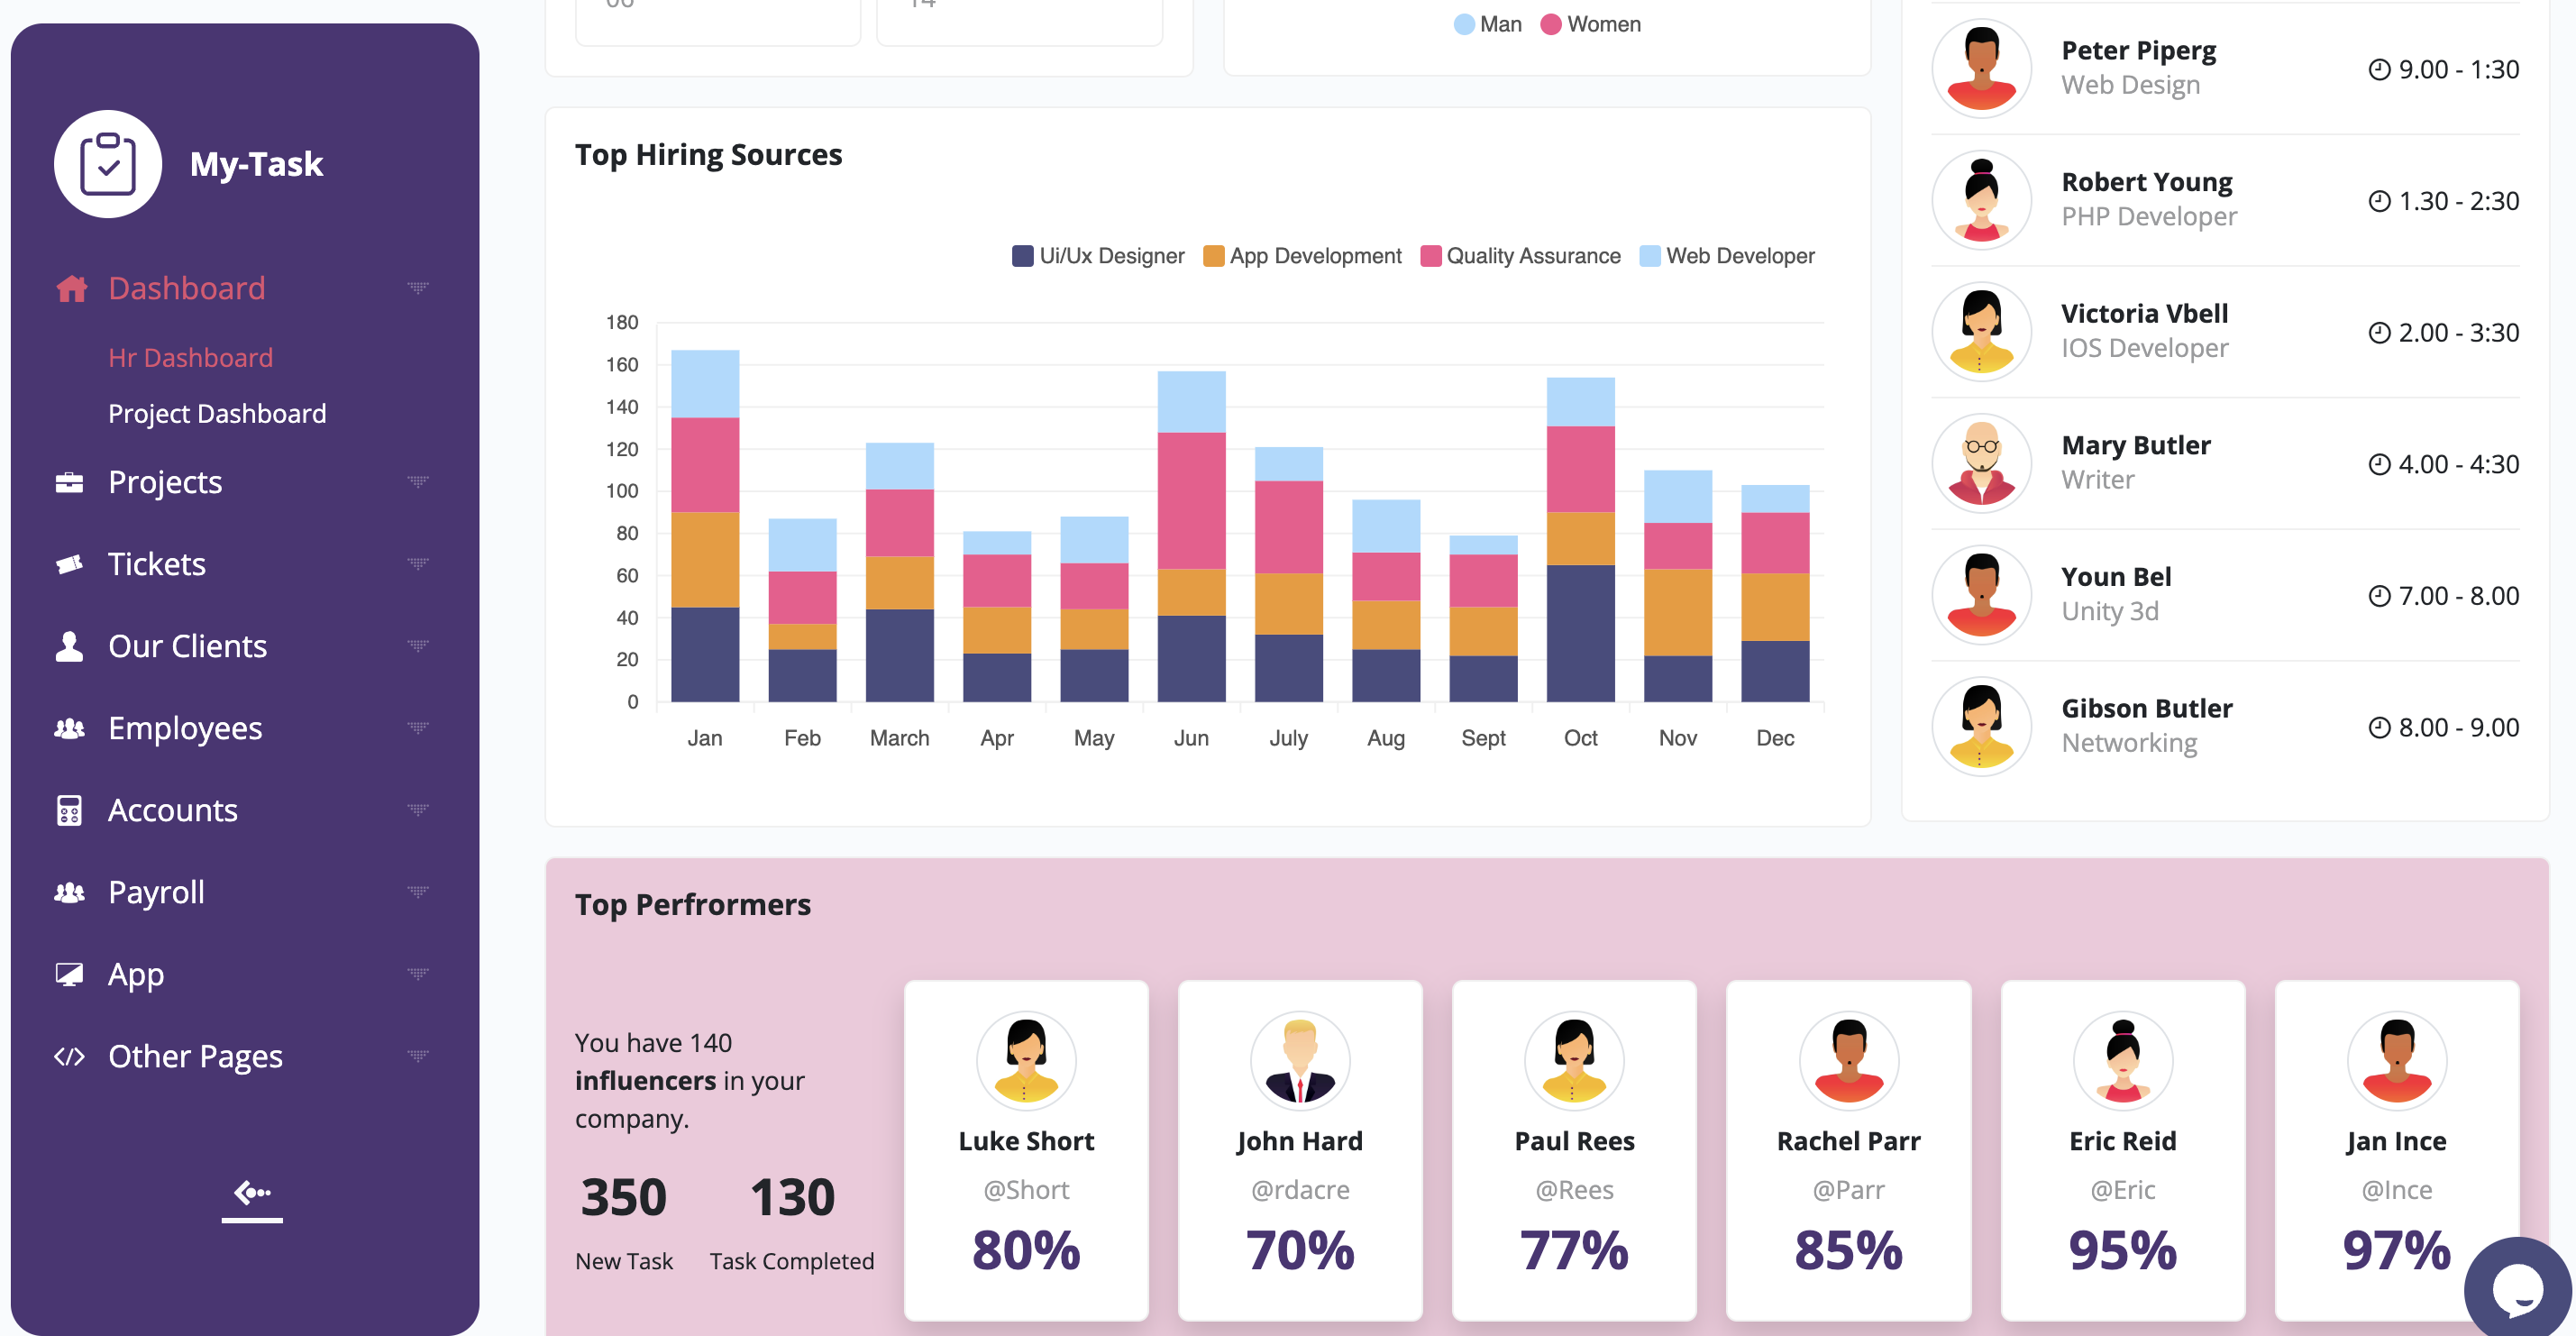 My-Task
Dashboard
Hr Dashboard
Project Dashboard
Projects
Tickets
Our Clients
Employees
Accounts
Payroll
App
Other Pages
Man Women
Top Hiring Sources
Ui/Ux Designer App Development Quality Assurance Web Developer
180
160
140
120
100
80
60
40
20
0
Jan Feb March Apr May Jun July Aug Sept Oct Nov Dec
Peter Piperg
Web Design
9.00 - 1:30
Robert Young
PHP Developer
1.30 - 2:30
Victoria Vbell
IOS Developer
2.00 - 3:30
Mary Butler
Writer
4.00 - 4:30
Youn Bel
Unity 3d
7.00 - 8.00
Gibson Butler
Networking
8.00 - 9.00
Top Perfrormers
You have 140
influencers in your
company.
350
New Task
130
Task Completed
Luke Short
@Short
80%
John Hard
@rdacre
70%
Paul Rees
@Rees
77%
Rachel Parr
@Parr
85%
Eric Reid
@Eric
95%
Jan Ince
@Ince
97%